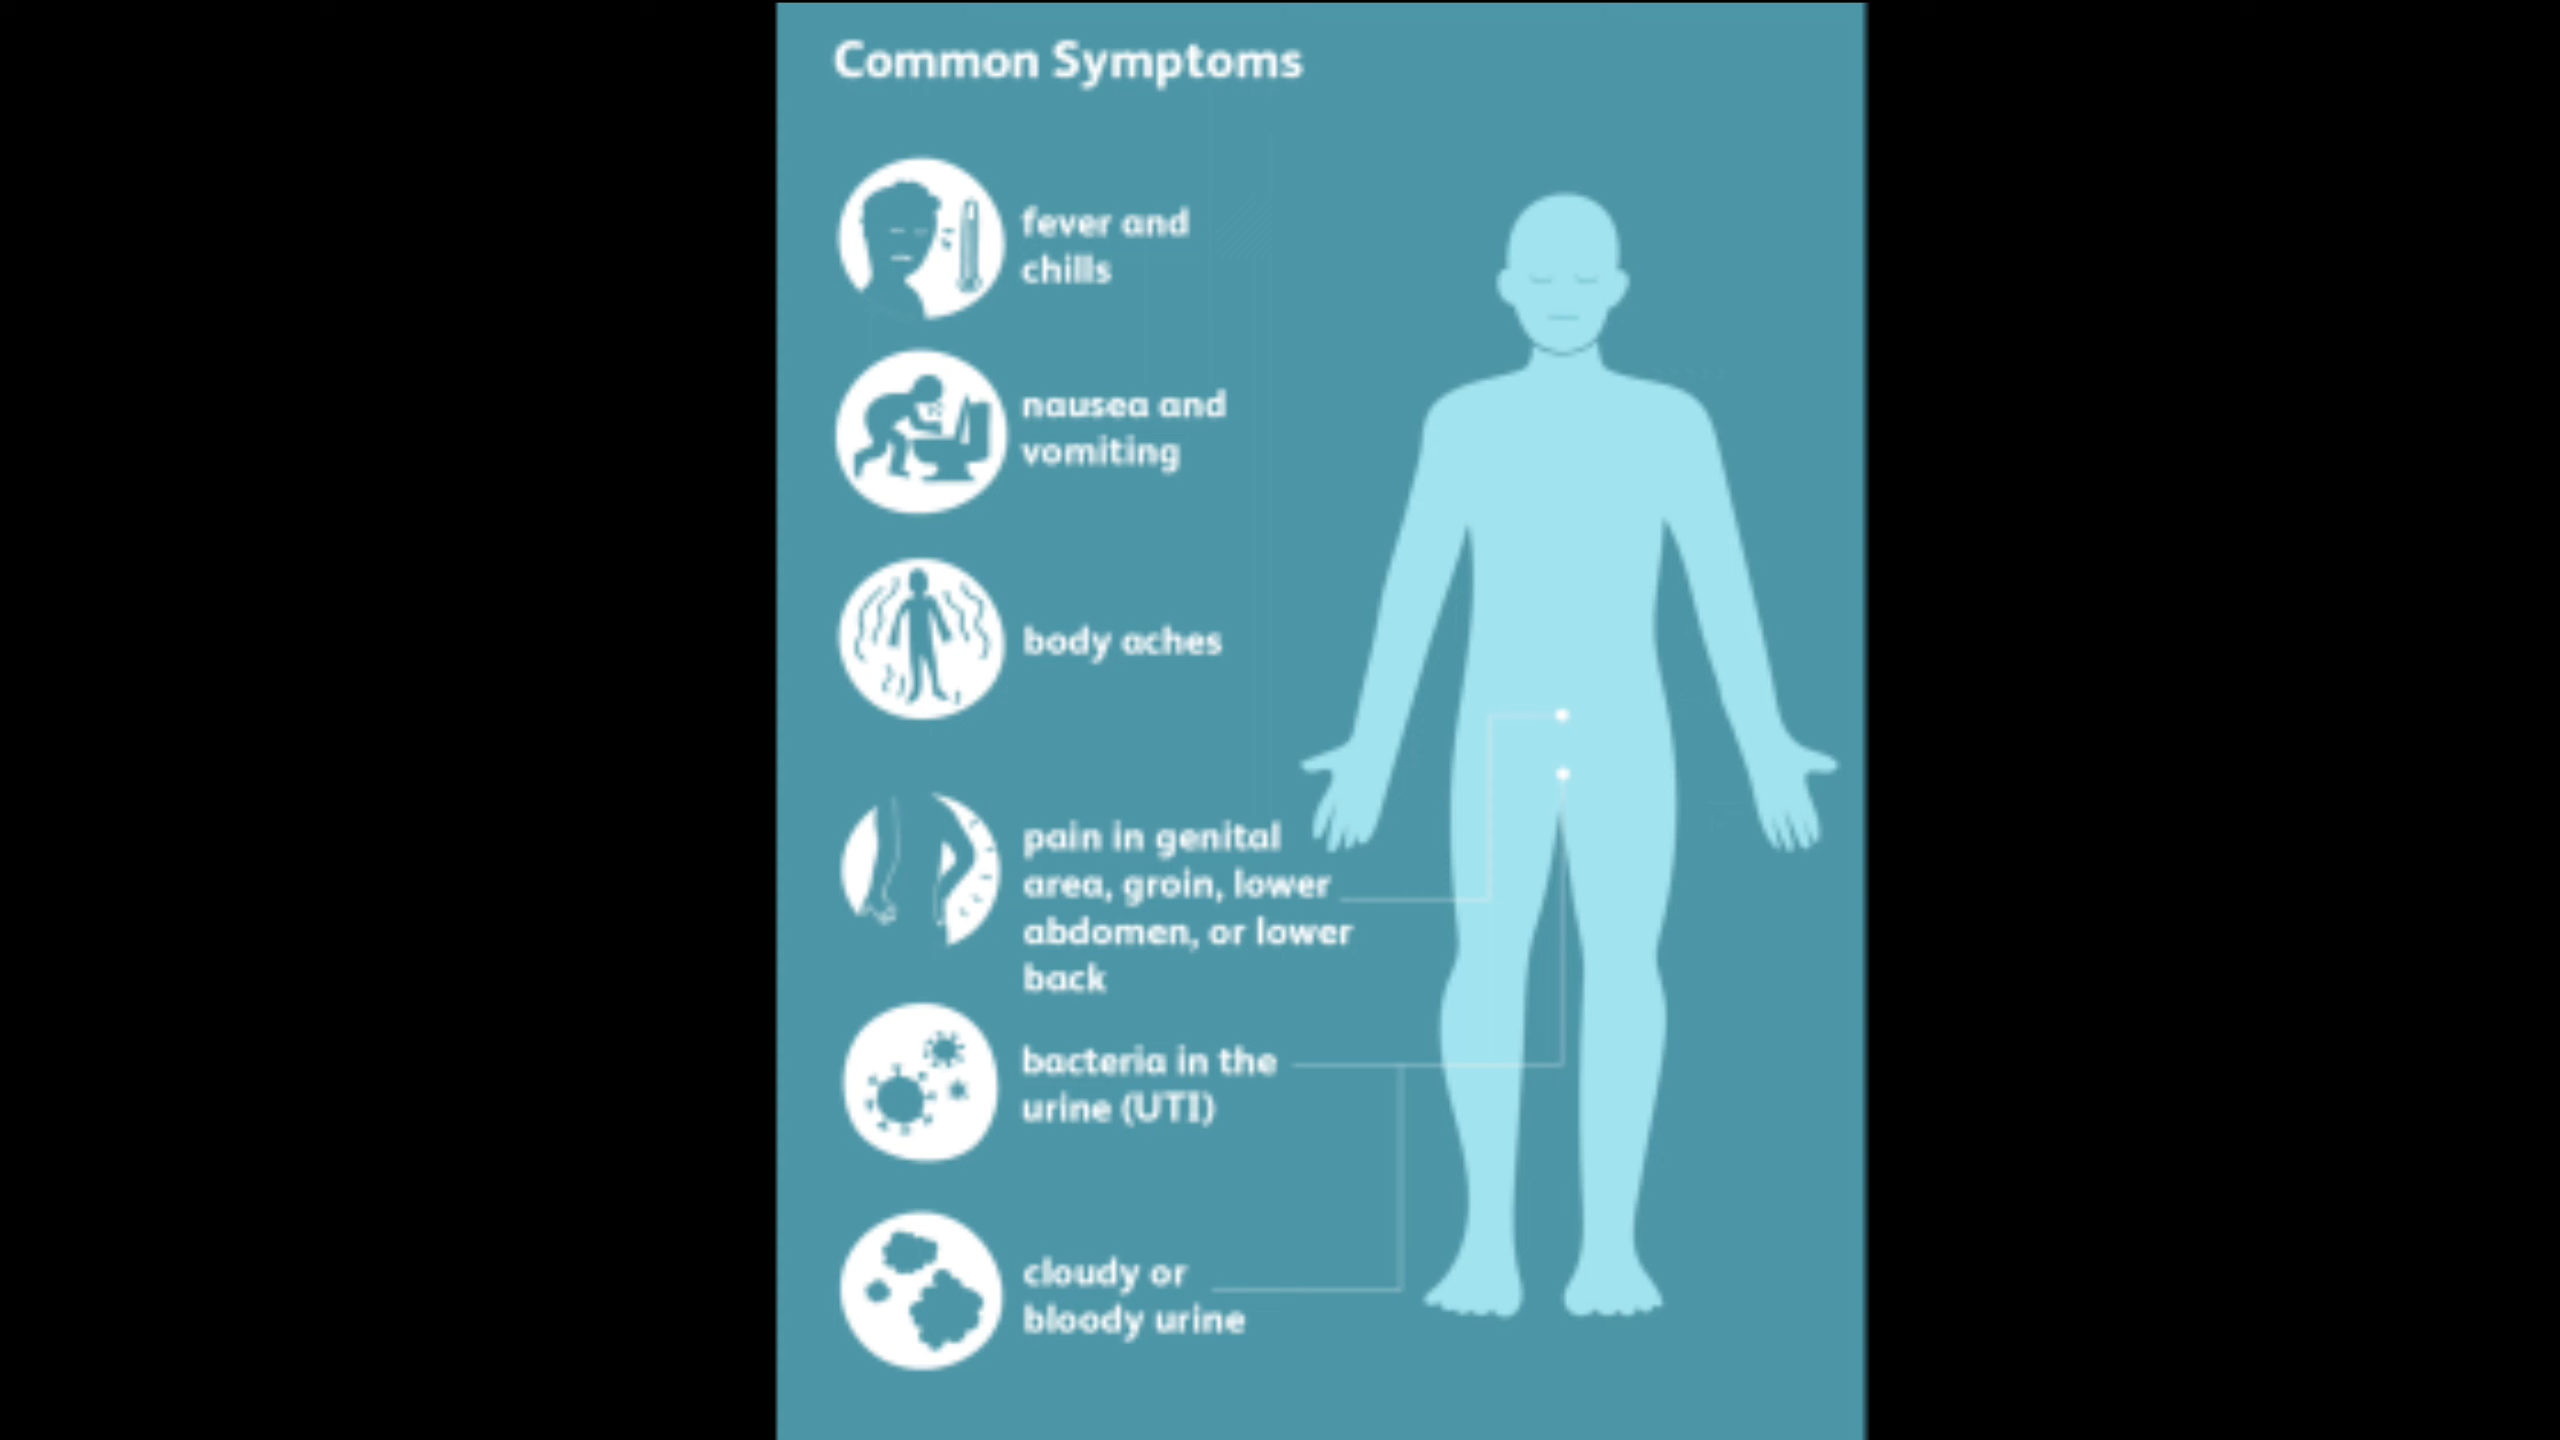 Common Symptoms
fever and
chills
nausea and
vomiting
body aches
pain in genital
area, groin, lower
abdomen, or lower
back
bacteria in the
urine (UTI)
cloudy or
bloody urine